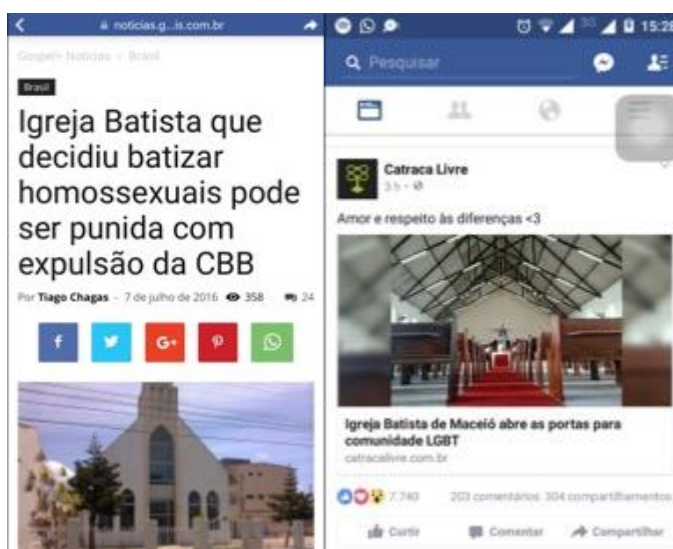 noticias.g..is.com.br
Gospel+ Notícias > Brasil
Brasil
Igreja Batista que
decidiu batizar
homossexuais pode
ser punida com
expulsão da CBB
Por Tiago Chagas - 7 de julho de 2016 358 24
15:28
Pesquisar
Catraca Livre
3 h
Amor e respeito às diferenças <3
Igreja Batista de Maceió abre as portas para
comunidade LGBT
catracalivre.com.br
7.740 203 comentários 304 compartilhamentos
Curtir Comentar Compartilhar